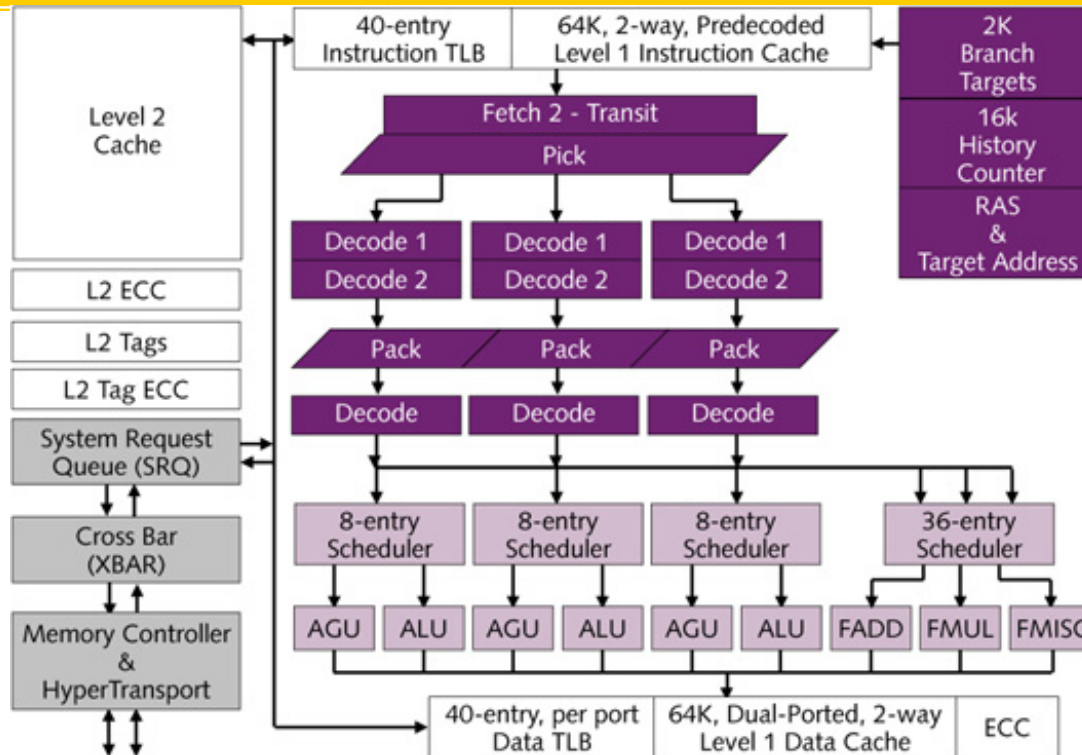 40-entry
Instruction TLB
64K, 2-way, Predecoded
Level 1 Instruction Cache
2K
Branch
Targets
16k
History
Counter
RAS
&
Target Address
Level 2
Cache
L2 ECC
L2 Tags
L2 Tag ECC
System Request
Queue (SRQ)
Cross Bar
(XBAR)
Memory Controller
&
HyperTransport
Fetch 2 - Transit
Pick
Decode 1
Decode 1
Decode 1
Decode 2
Decode 2
Decode 2
Pack
Pack
Pack
Decode
Decode
Decode
8-entry
Scheduler
8-entry
Scheduler
8-entry
Scheduler
36-entry
Scheduler
AGU
ALU
AGU
ALU
AGU
ALU
FADD
FMUL
FMISC
40-entry, per port
Data TLB
64K, Dual-Ported, 2-way
Level 1 Data Cache
ECC